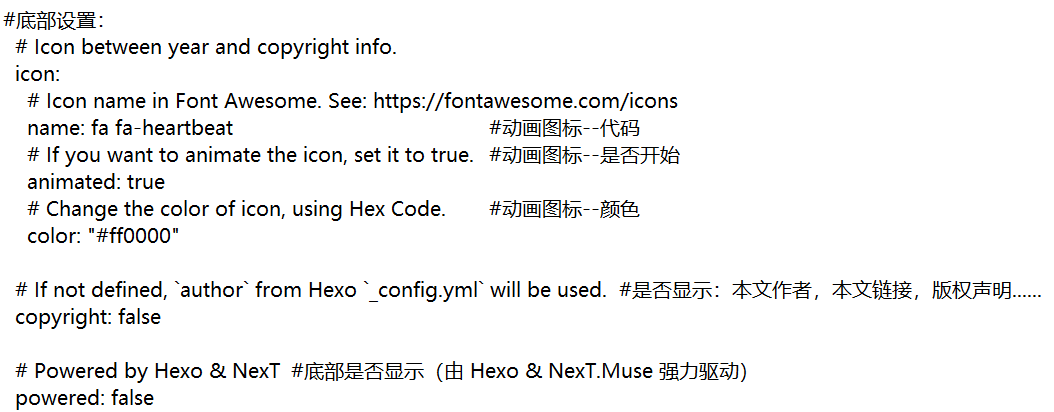 #底部设置:
# Icon between year and copyright info.
icon:
# Icon name in Font Awesome. See: https://fontawesome.com/icons
name: fa fa-heartbeat #动画图标--代码
# If you want to animate the icon, set it to true. #动画图标--是否开始
animated: true
# Change the color of icon, using Hex Code. #动画图标--颜色
color: "#ff0000"
# If not defined, `author` from Hexo `_config.yml` will be used. #是否显示：本文作者，本文链接，版权声明......
copyright: false
# Powered by Hexo & NexT #底部是否显示（由 Hexo & NexT.Muse 强力驱动）
powered: false